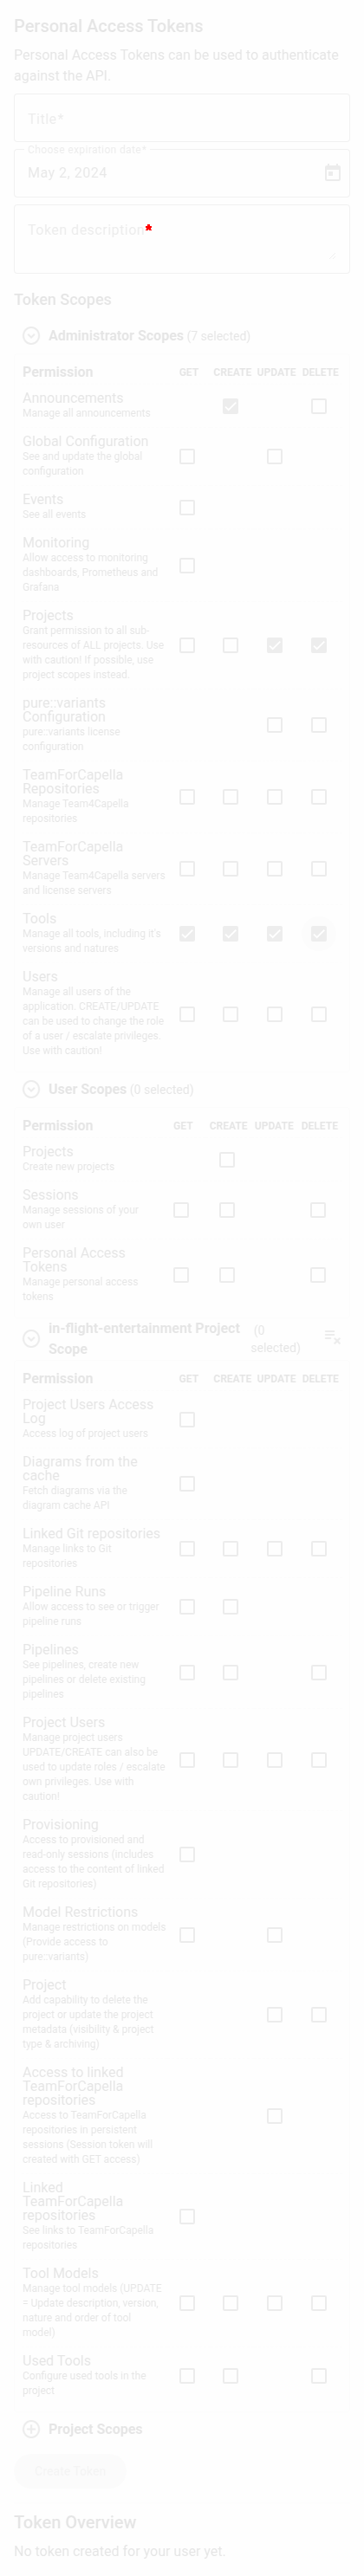 Personal Access Tokens
Personal Access Tokens can be used to authenticate
against the API.
Title*
Choose expiration date*
May 2, 2024
Token description*
Token Scopes
Administrator Scopes (7 selected)
Permission GET CREATE UPDATE DELETE
Announcements
Manage all announcements
Global Configuration
See and update the global
configuration
Events
See all events
Monitoring
Allow access to monitoring
dashboards, Prometheus and
Grafana
Projects
Grant permission to all sub-
resources of ALL projects. Use
with caution! If possible, use
project scopes instead.
pure::variants
Configuration
pure::variants license
configuration
TeamForCapella
Repositories
Manage Team4Capella
repositories
TeamForCapella
Servers
Manage Team4Capella servers
and license servers
Tools
Manage all tools, including it's
versions and natures
Users
Manage all users of the
application. CREATE/UPDATE
can be used to change the role
of a user / escalate privileges.
Use with caution!
User Scopes (0 selected)
Permission GET CREATE UPDATE DELETE
Projects
Create new projects
Sessions
Manage sessions of your
own user
Personal Access
Tokens
Manage personal access
tokens
in-flight-entertainment Project
Scope
(0
selected)
Permission GET CREATE UPDATE DELETE
Project Users Access
Log
Access log of project users
Diagrams from the
cache
Fetch diagrams via the
diagram cache API
Linked Git repositories
Manage links to Git
repositories
Pipeline Runs
Allow access to see or trigger
pipeline runs
Pipelines
See pipelines, create new
pipelines or delete existing
pipelines
Project Users
Manage project users
UPDATE/CREATE can also be
used to update roles / escalate
own privileges. Use with
caution!
Provisioning
Access to provisioned and
read-only sessions (includes
access to the content of linked
Git repositories)
Model Restrictions
Manage restrictions on models
(Provide access to
pure::variants)
Project
Add capability to delete the
project or update the project
metadata (visibility & project
type & archiving)
Access to linked
TeamForCapella
repositories
Access to TeamForCapella
repositories in persistent
sessions (Session token will
created with GET access)
Linked
TeamForCapella
repositories
See links to TeamForCapella
repositories
Tool Models
Manage tool models (UPDATE
= Update description, version,
nature and order of tool
model)
Used Tools
Configure used tools in the
project
Project Scopes
Create Token
Token Overview
No token created for your user yet.